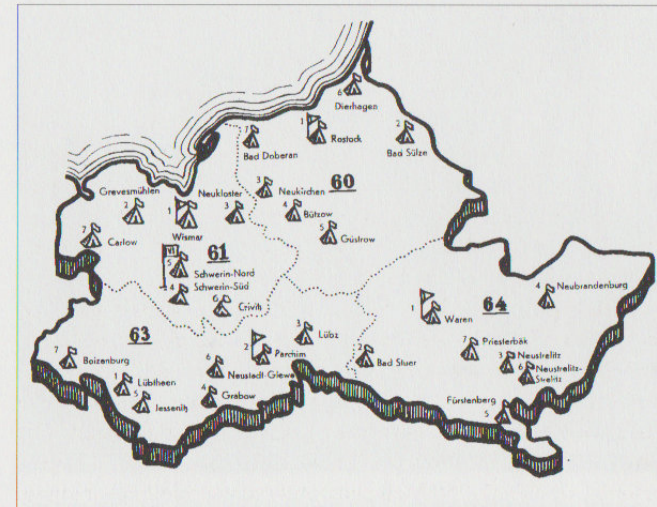 6
Dierhagen
1
Rostock
7
Bad Doberan
2
Bad Sülze
3
Neukirchen
60
4
Bützow
5
Güstrow
Grevesmühlen
2
Neukloster
3
1
Wismar
7
Carlow
61
VI
5
Schwerin-Nord
4
Schwerin-Süd
6
Crivitz
63
7
Boizenburg
1
Lübtheen
5
Jessenitz
6
Neustadt-Glewe
4
Grabow
2
Parchim
3
Lübz
64
1
Waren
4
Neubrandenburg
2
Bad Stuer
7
Priesterbäk
3
Neustrelitz
6
Neustrelitz-
Strelitz
Fürstenberg
5